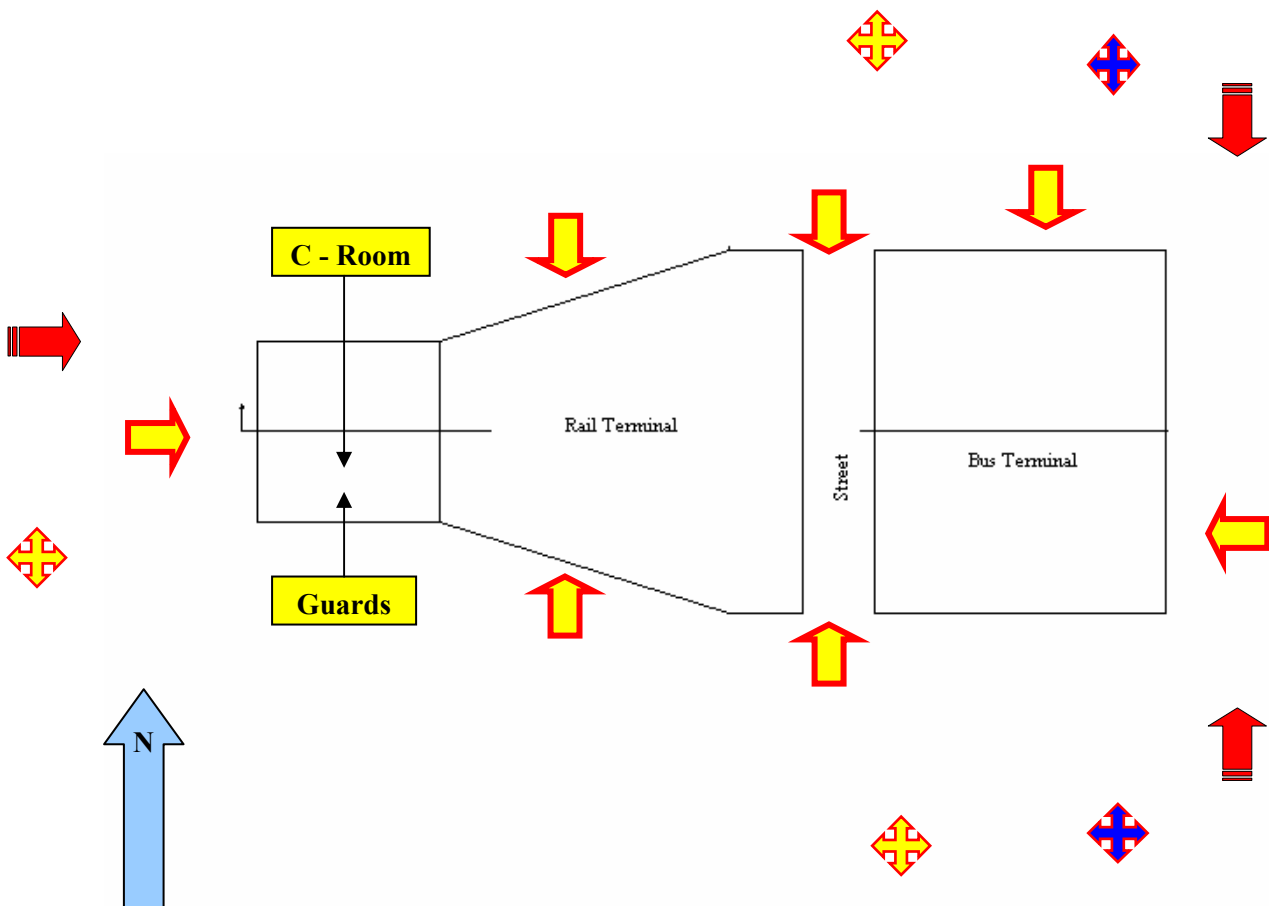 C - Room
Rail Terminal
Street
Bus Terminal
Guards
N